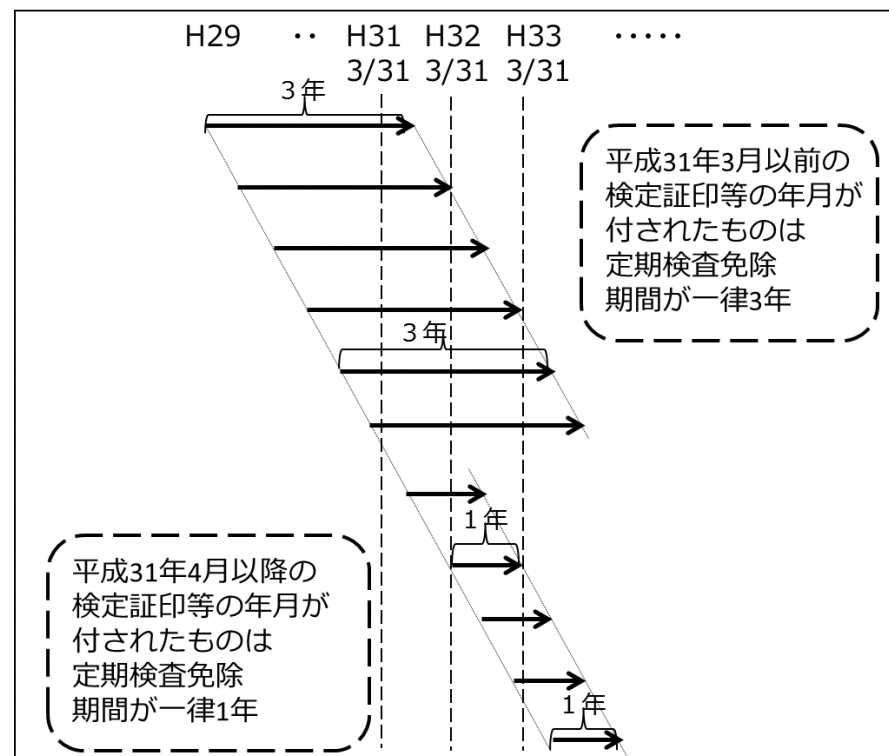 H29 ‥ H31 H32 H33 ‥‥‥
3/31 3/31 3/31
３年
平成31年3月以前の
検定証印等の年月が
付されたものは
定期検査免除
期間が一律3年
３年
１年
平成31年4月以降の
検定証印等の年月が
付されたものは
定期検査免除
期間が一律1年
１年